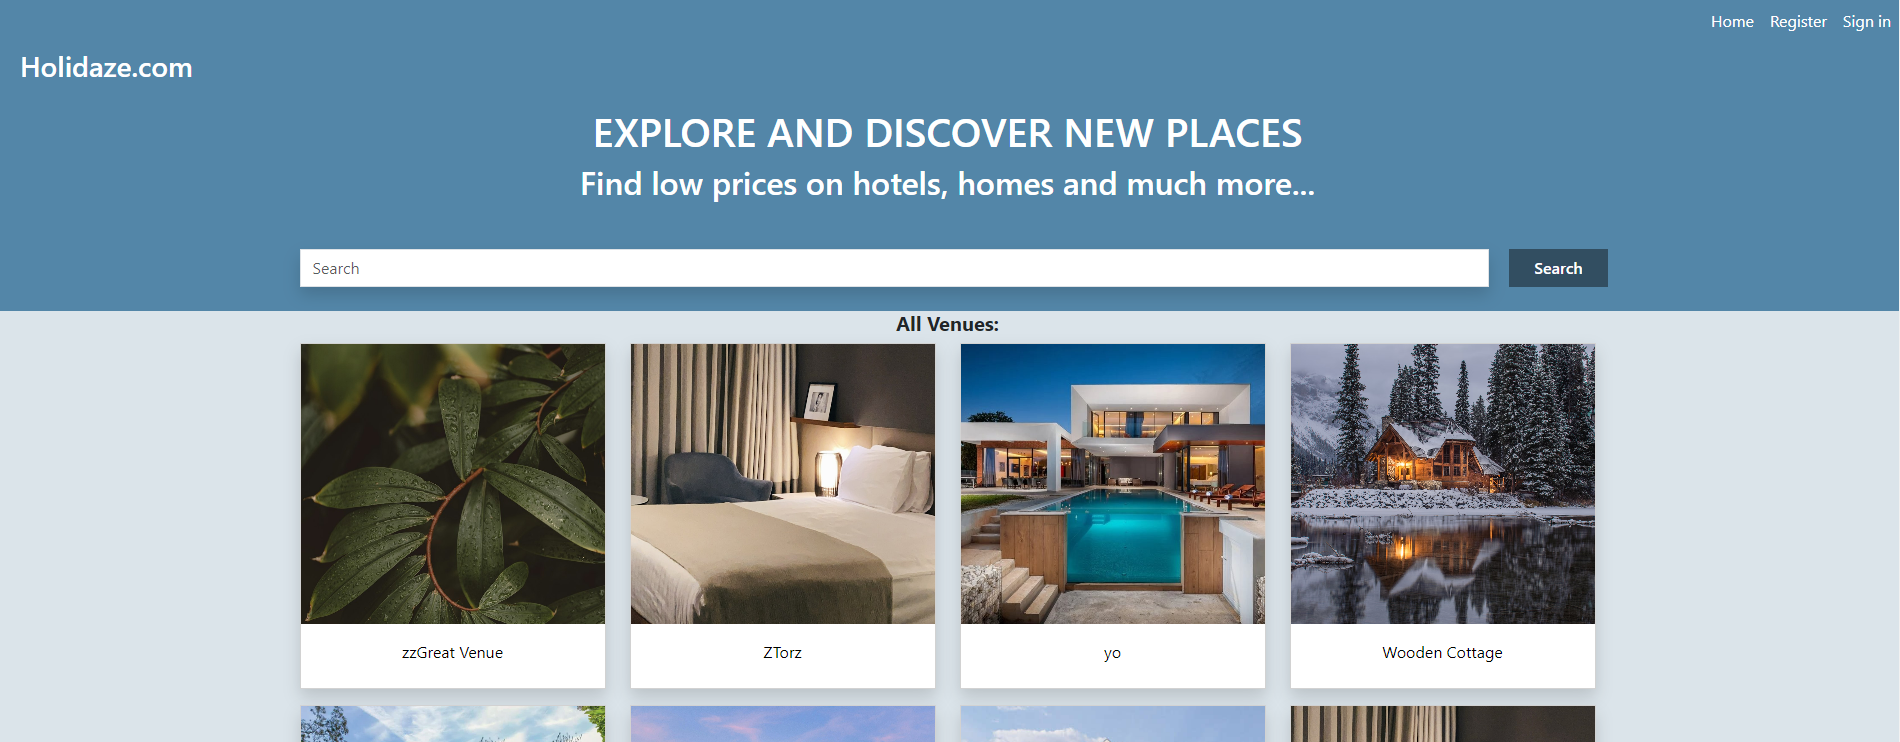 Home Register Sign in
Holidaze.com
EXPLORE AND DISCOVER NEW PLACES
Find low prices on hotels, homes and much more...
Search Search
All Venues:
zzGreat Venue ZTorz yo Wooden Cottage